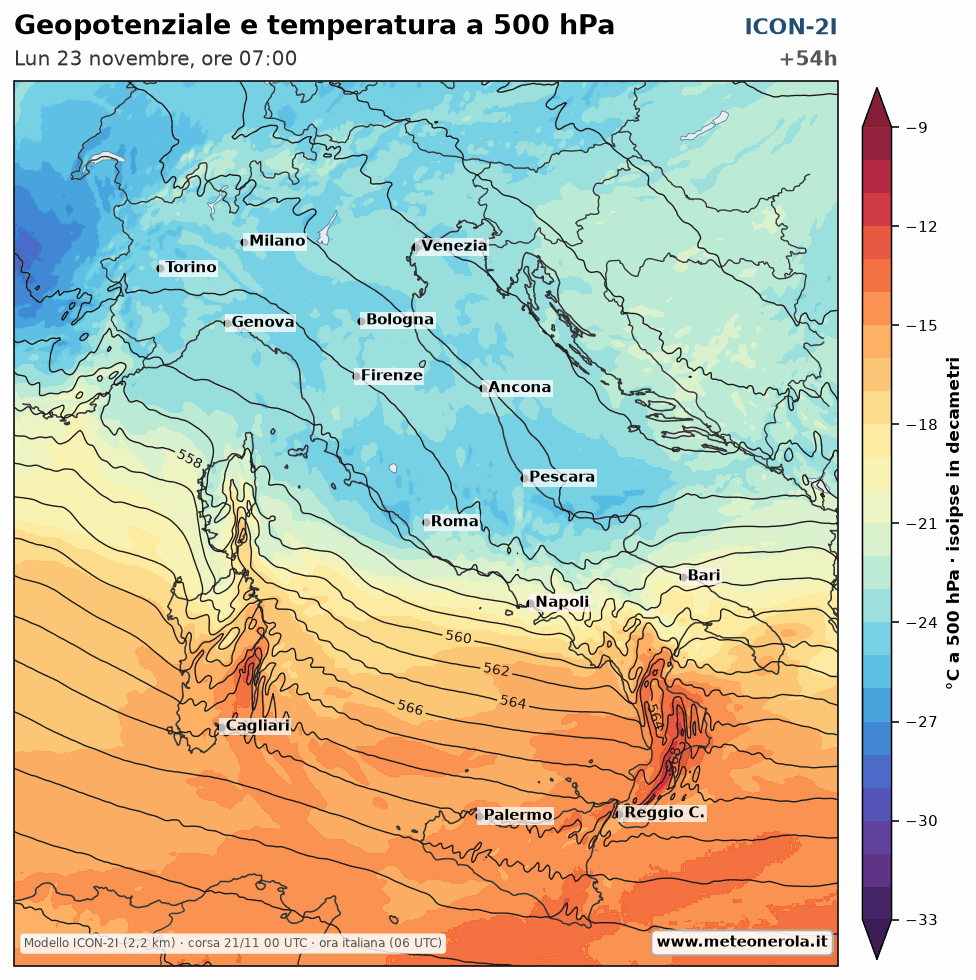 Geopotenziale e temperatura a 500 hPa
ICON-2I
Lun 23 novembre, ore 07:00
+54h
Milano
Venezia
Torino
Genova
Bologna
Firenze
Ancona
558
Pescara
Roma
Bari
Napoli
560
562
564
566
564
568
Cagliari
Palermo
Reggio C.
−9
−12
−15
−18
−21
−24
−27
−30
−33
°C a 500 hPa · isoipse in decametri
Modello ICON-2I (2,2 km) · corsa 21/11 00 UTC · ora italiana (06 UTC)
www.meteonerola.it